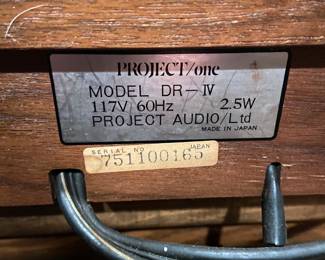 PROJECT/one
MODEL DR-IV
117V/60Hz 2.5W
PROJECT AUDIO/Ltd
MADE IN JAPAN
SERIAL NO JAPAN
751100165